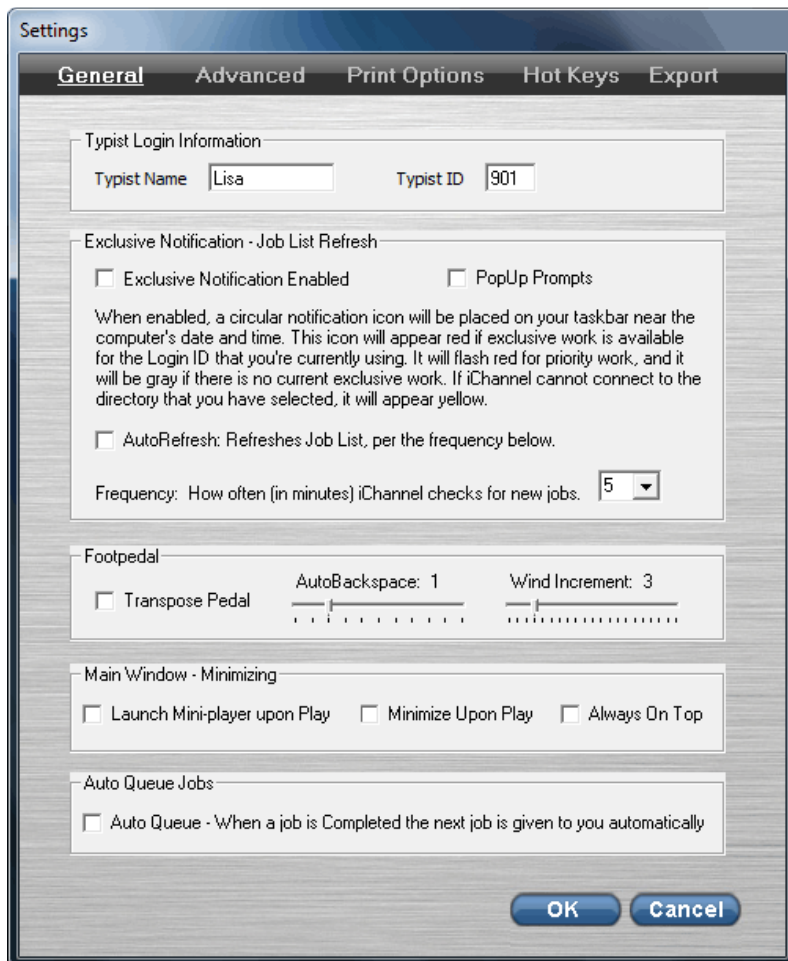 Settings
General Advanced Print Options Hot Keys Export
Typist Login Information
Typist Name Lisa Typist ID 901
Exclusive Notification - Job List Refresh
Exclusive Notification Enabled PopUp Prompts
When enabled, a circular notification icon will be placed on your taskbar near the
computer's date and time. This icon will appear red if exclusive work is available
for the Login ID that you're currently using. It will flash red for priority work, and it
will be gray if there is no current exclusive work. If iChannel cannot connect to the
directory that you have selected, it will appear yellow.
AutoRefresh: Refreshes Job List, per the frequency below.
Frequency: How often (in minutes) iChannel checks for new jobs. 5
Footpedal
Transpose Pedal AutoBackspace: 1 Wind Increment: 3
Main Window - Minimizing
Launch Mini-player upon Play Minimize Upon Play Always On Top
Auto Queue Jobs
Auto Queue - When a job is Completed the next job is given to you automatically
OK Cancel